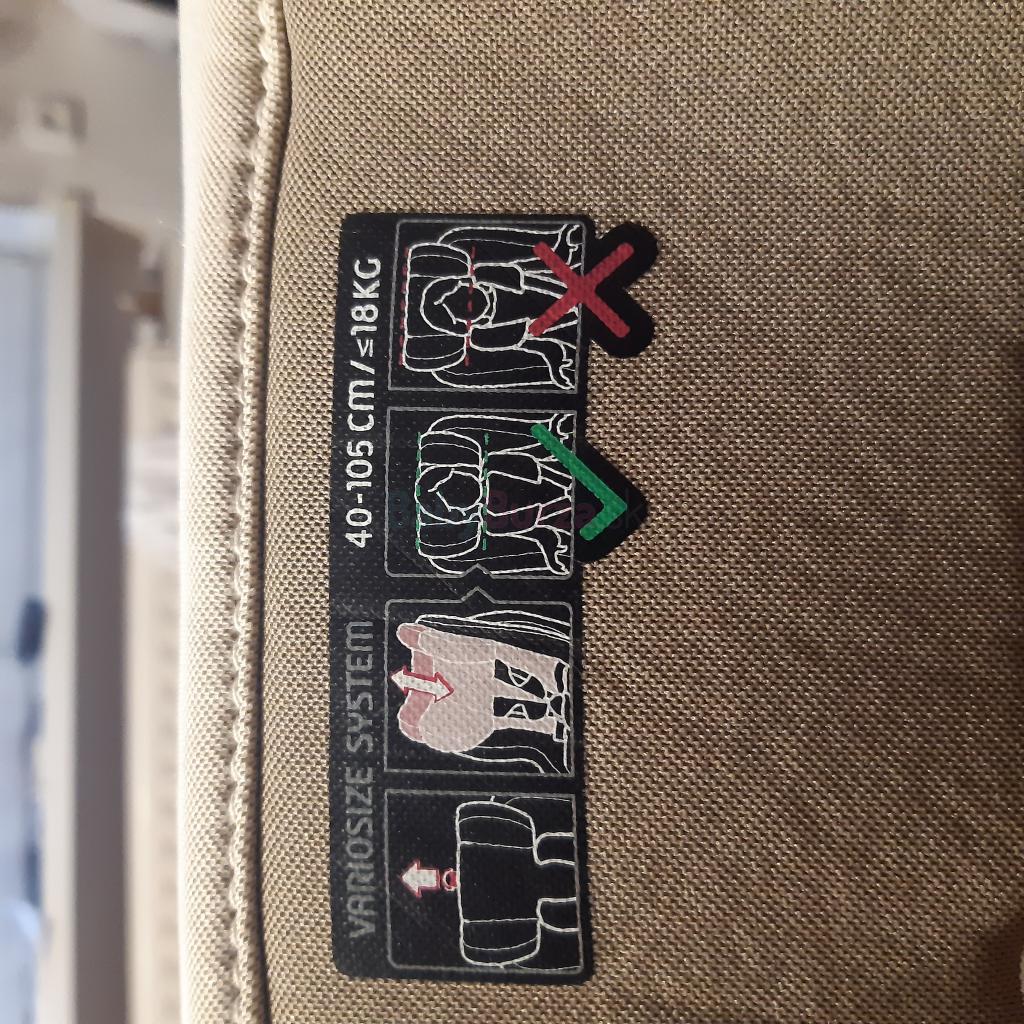 VARIOSIZE SYSTEM 40-105 cm/≤18KG